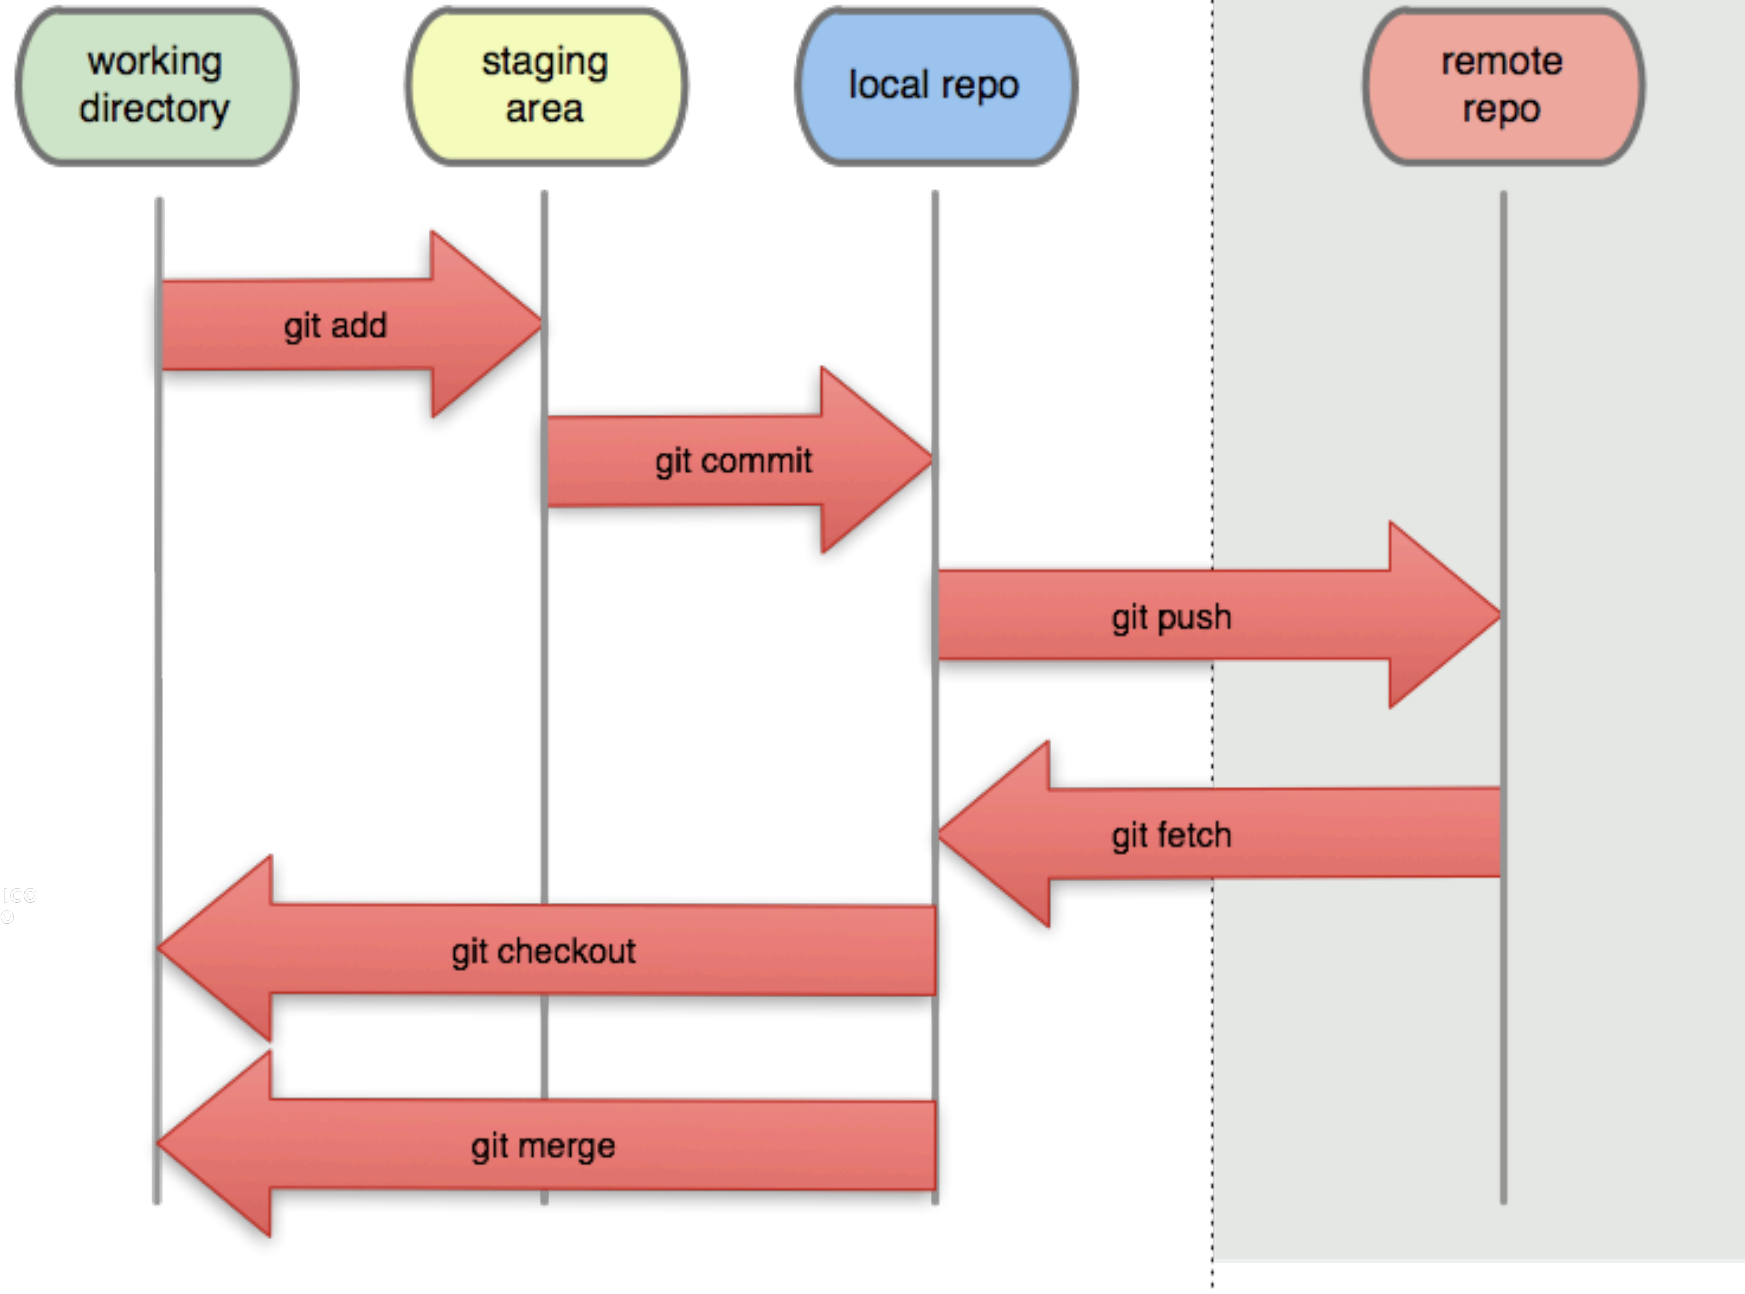 working
directory
staging
area
local repo
remote
repo
git add
git commit
git push
git fetch
git checkout
git merge